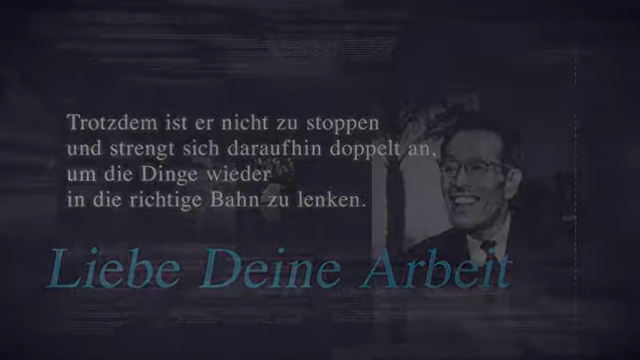 Trotzdem ist er nicht zu stoppen
und strengt sich daraufhin doppelt an,
um die Dinge wieder
in die richtige Bahn zu lenken.
Liebe Deine Arbeit